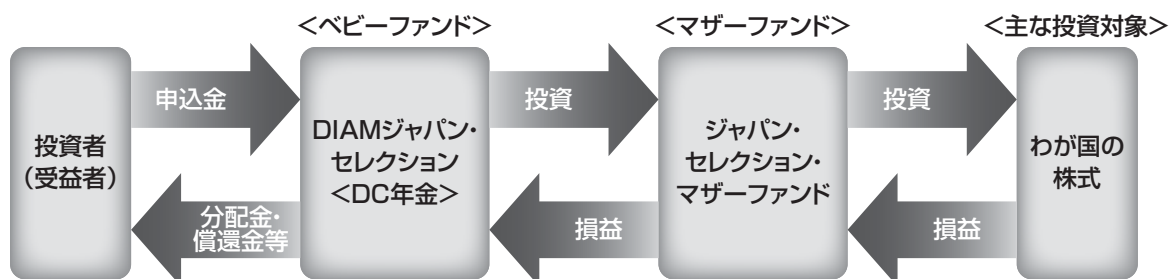 ＜ベビーファンド＞
＜マザーファンド＞
＜主な投資対象＞
投資者
（受益者）
申込金
分配金・
償還金等
DIAMジャパン・
セレクション
＜DC年金＞
投資
損益
ジャパン・
セレクション・
マザーファンド
投資
損益
わが国の
株式